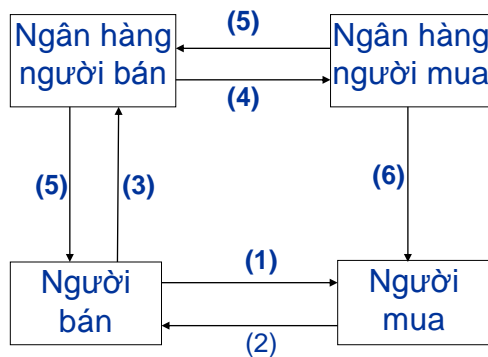 Ngân hàng
người bán
(5)
Ngân hàng
người mua
(4)
(5)
(3)
(6)
Người
bán
(1)
Người
mua
(2)